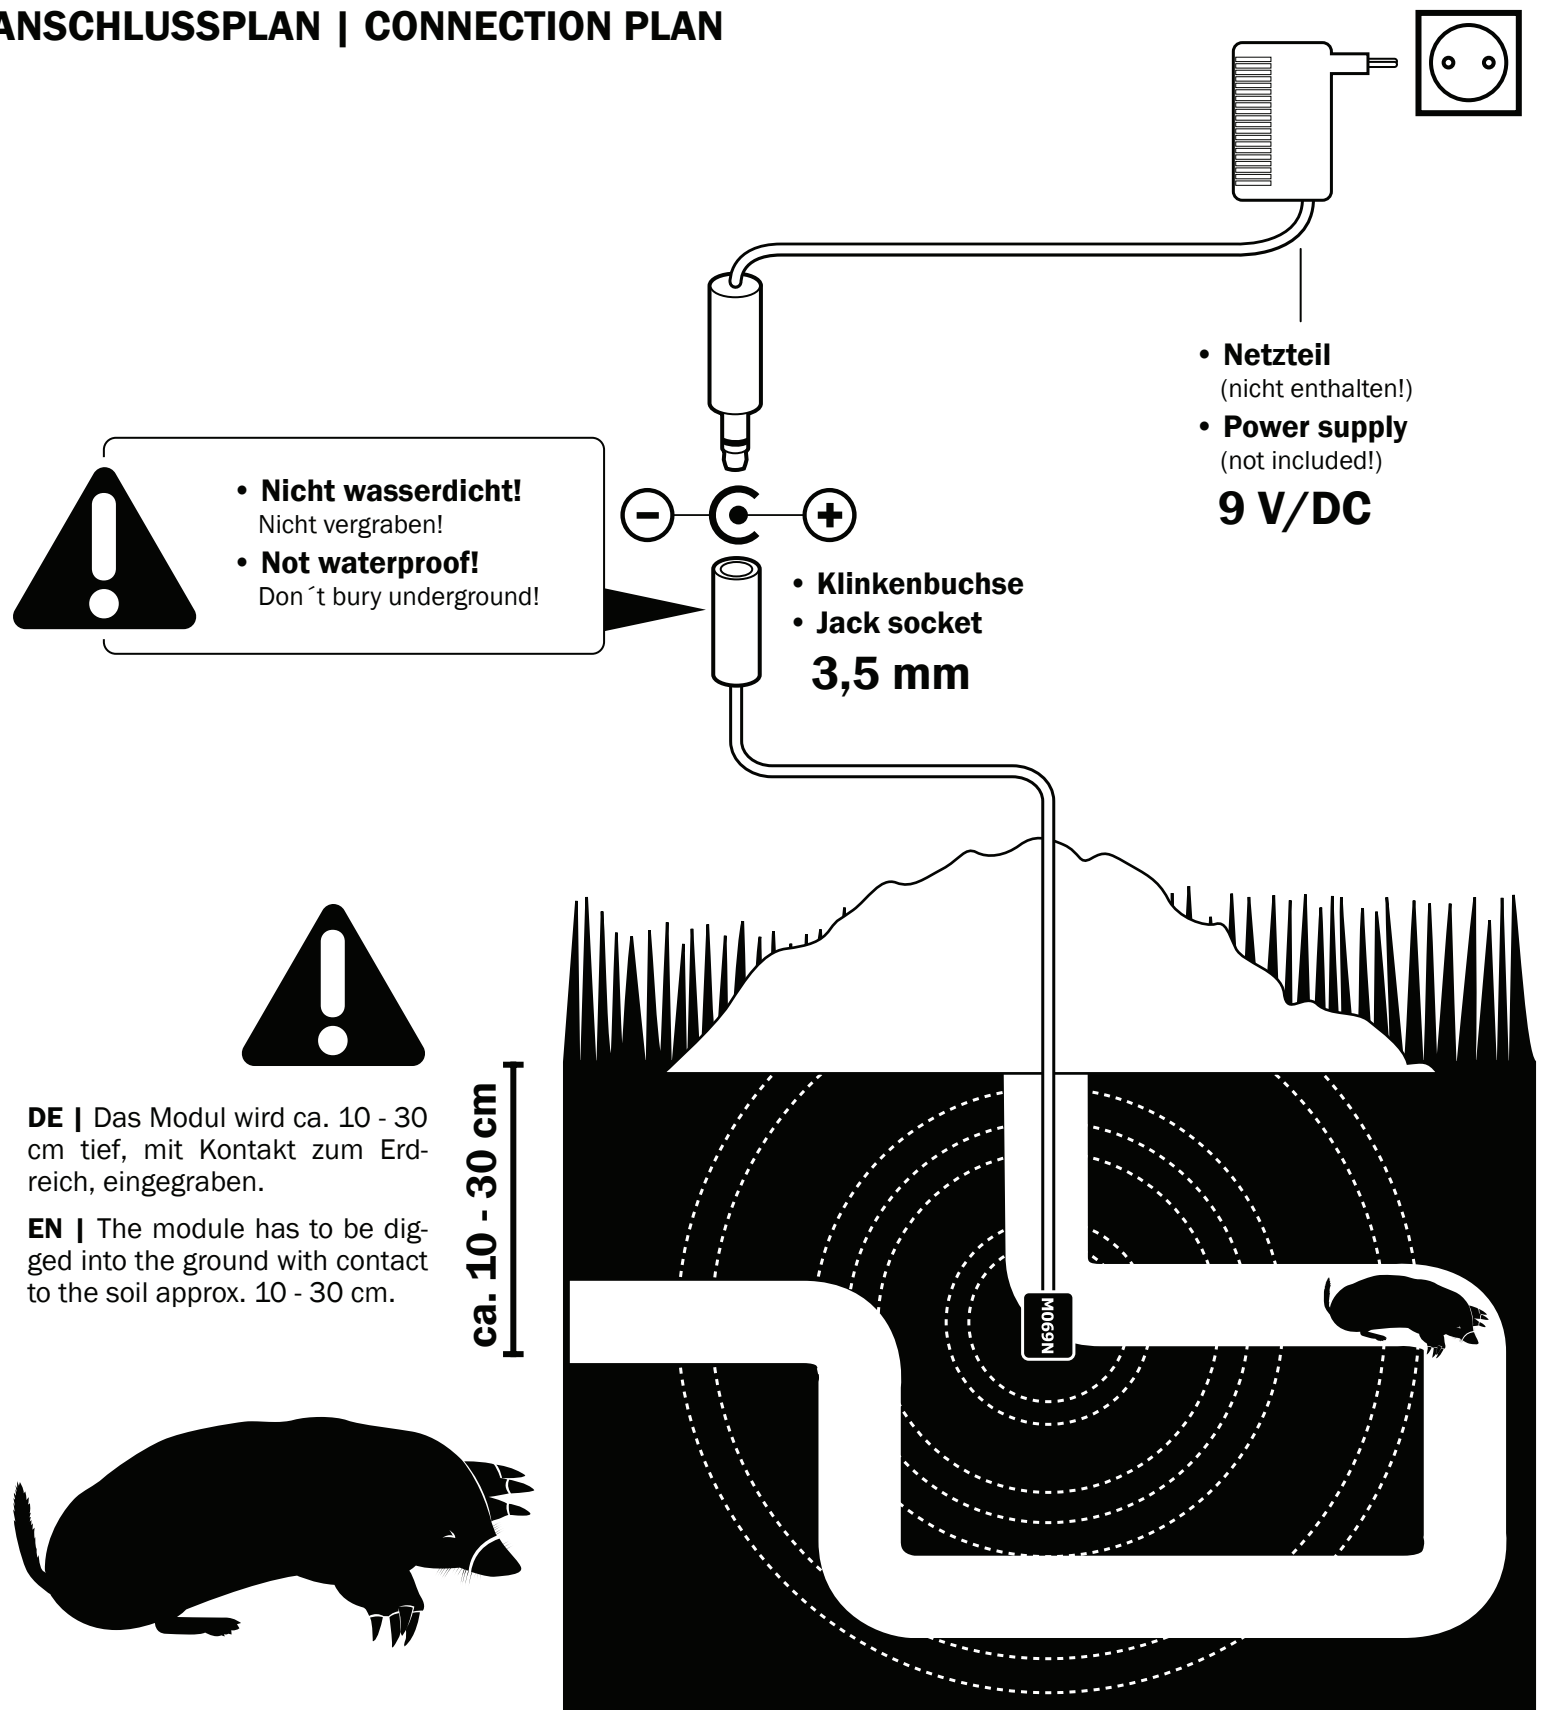 ANSCHLUSSPLAN | CONNECTION PLAN
• Netzteil
(nicht enthalten!)
• Power supply
(not included!)
9 V/DC
• Nicht wasserdicht!
Nicht vergraben!
• Not waterproof!
Don´t bury underground!
−
+
• Klinkenbuchse
• Jack socket
3,5 mm
DE | Das Modul wird ca. 10 - 30
cm tief, mit Kontakt zum Erd-
reich, eingegraben.
EN | The module has to be dig-
ged into the ground with contact
to the soil approx. 10 - 30 cm.
ca. 10 - 30 cm
M069N